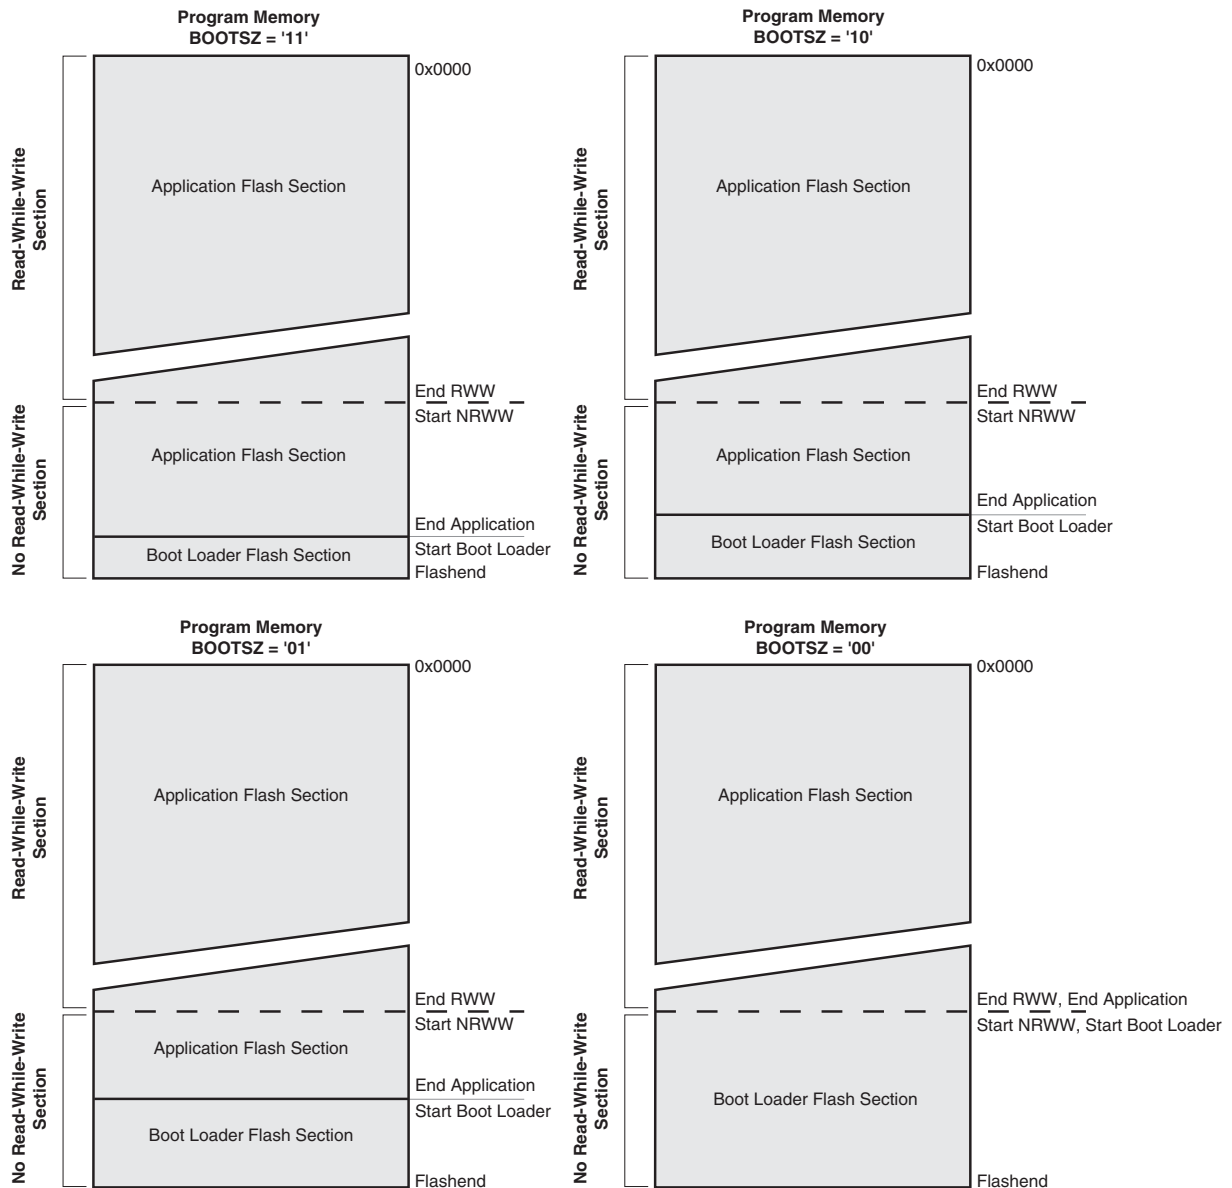 Program Memory
BOOTSZ = '11'
0x0000
Read-While-Write
Section
Application Flash Section
End RWW
Start NRWW
No Read-While-Write
Section
Application Flash Section
End Application
Start Boot Loader
Boot Loader Flash Section
Flashend
Program Memory
BOOTSZ = '10'
0x0000
Read-While-Write
Section
Application Flash Section
End RWW
Start NRWW
No Read-While-Write
Section
Application Flash Section
End Application
Start Boot Loader
Boot Loader Flash Section
Flashend
Program Memory
BOOTSZ = '01'
0x0000
Read-While-Write
Section
Application Flash Section
End RWW
Start NRWW
No Read-While-Write
Section
Application Flash Section
End Application
Start Boot Loader
Boot Loader Flash Section
Flashend
Program Memory
BOOTSZ = '00'
0x0000
Read-While-Write
Section
Application Flash Section
End RWW, End Application
Start NRWW, Start Boot Loader
No Read-While-Write
Section
Boot Loader Flash Section
Flashend